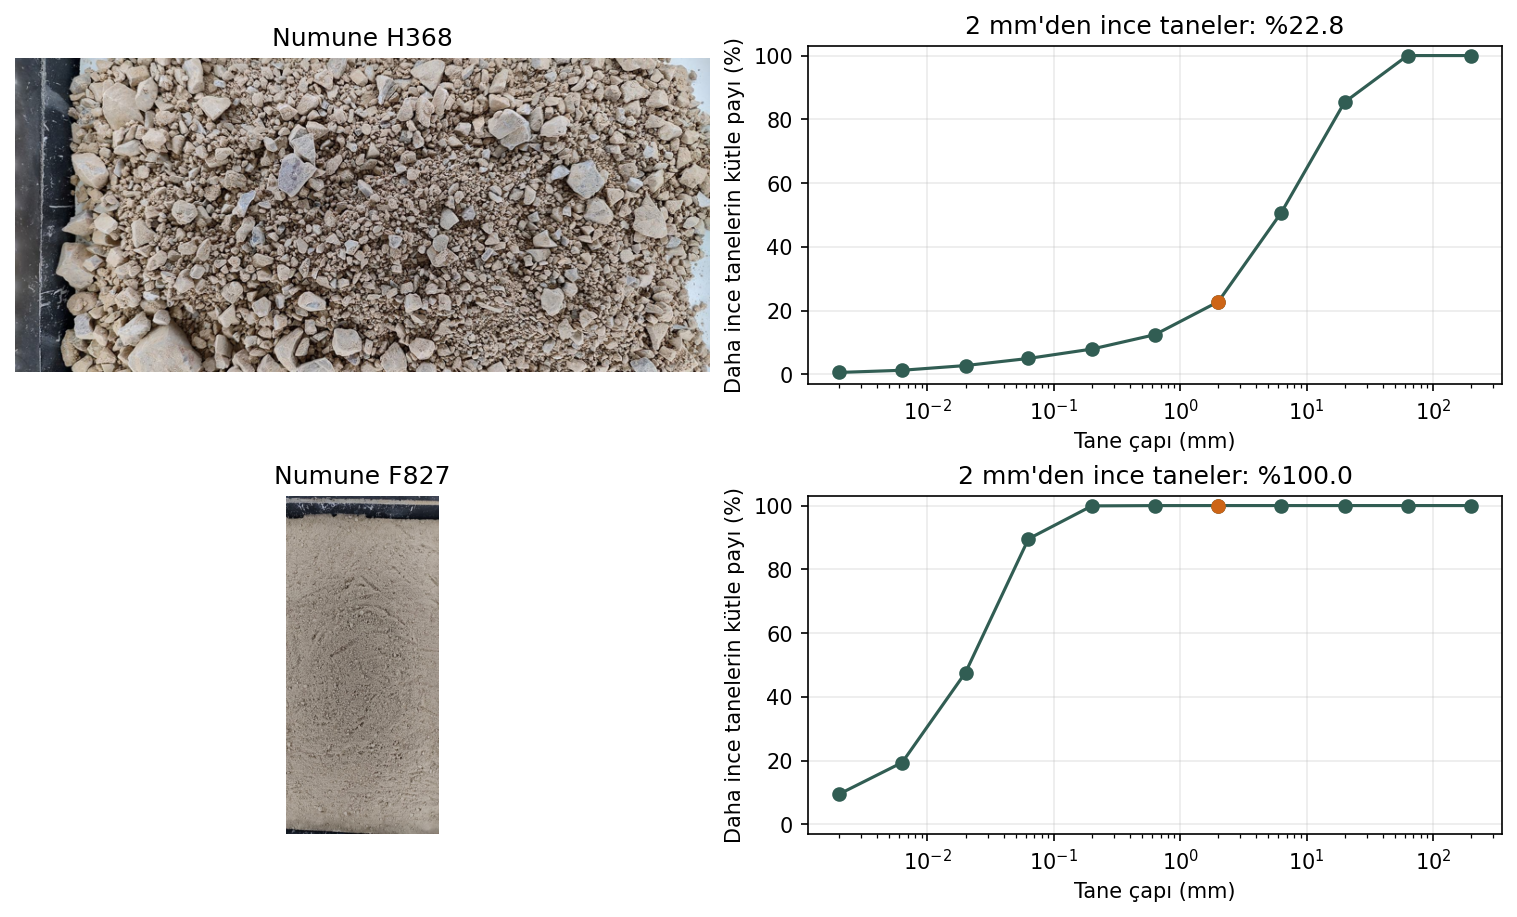 Numune H368
2 mm'den ince taneler: %22.8
Daha ince tanelerin kütle payı (%)
100
80
60
40
20
0
10⁻² 10⁻¹ 10⁰ 10¹ 10²
Tane çapı (mm)
Numune F827
2 mm'den ince taneler: %100.0
Daha ince tanelerin kütle payı (%)
100
80
60
40
20
0
10⁻² 10⁻¹ 10⁰ 10¹ 10²
Tane çapı (mm)